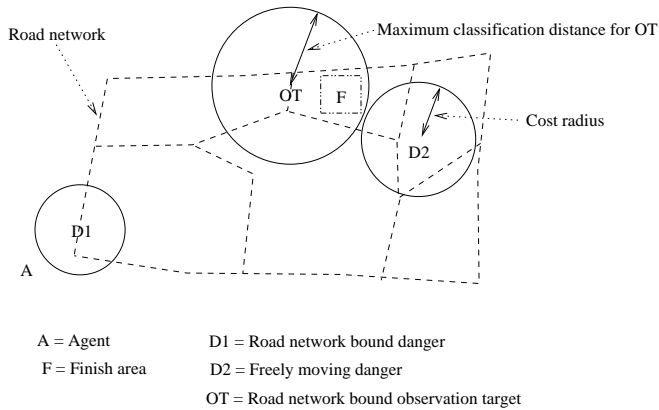 Road network
Maximum classification distance for OT
OT
F
Cost radius
D2
D1
A
A = Agent
D1 = Road network bound danger
F = Finish area
D2 = Freely moving danger
OT = Road network bound observation target